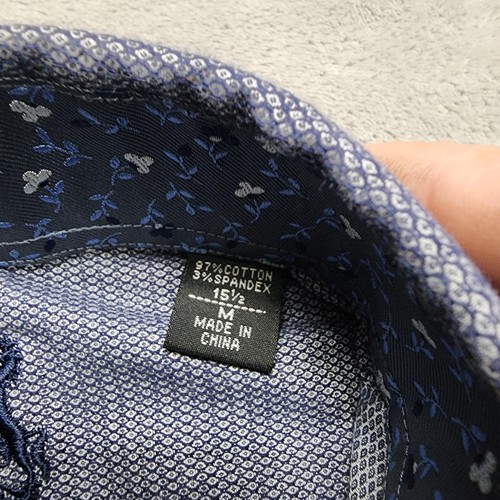 97%COTTON
3%SPANDEX
15½
M
MADE IN
CHINA